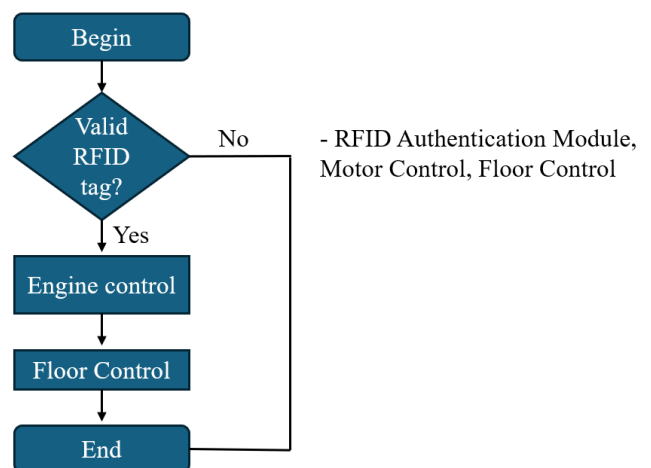 Begin
Valid
RFID
tag?
No
- RFID Authentication Module,
Motor Control, Floor Control
Yes
Engine control
Floor Control
End